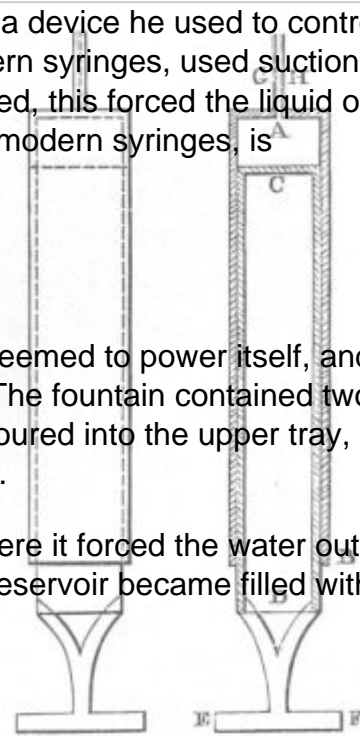 a device he used to contr
ern syringes, used suction
G H
ed, this forced the liquid o
A
modern syringes, is
C
eemed to power itself, and
The fountain contained two
oured into the upper tray,
.
ere it forced the water out
B
eservoir became filled with
E F